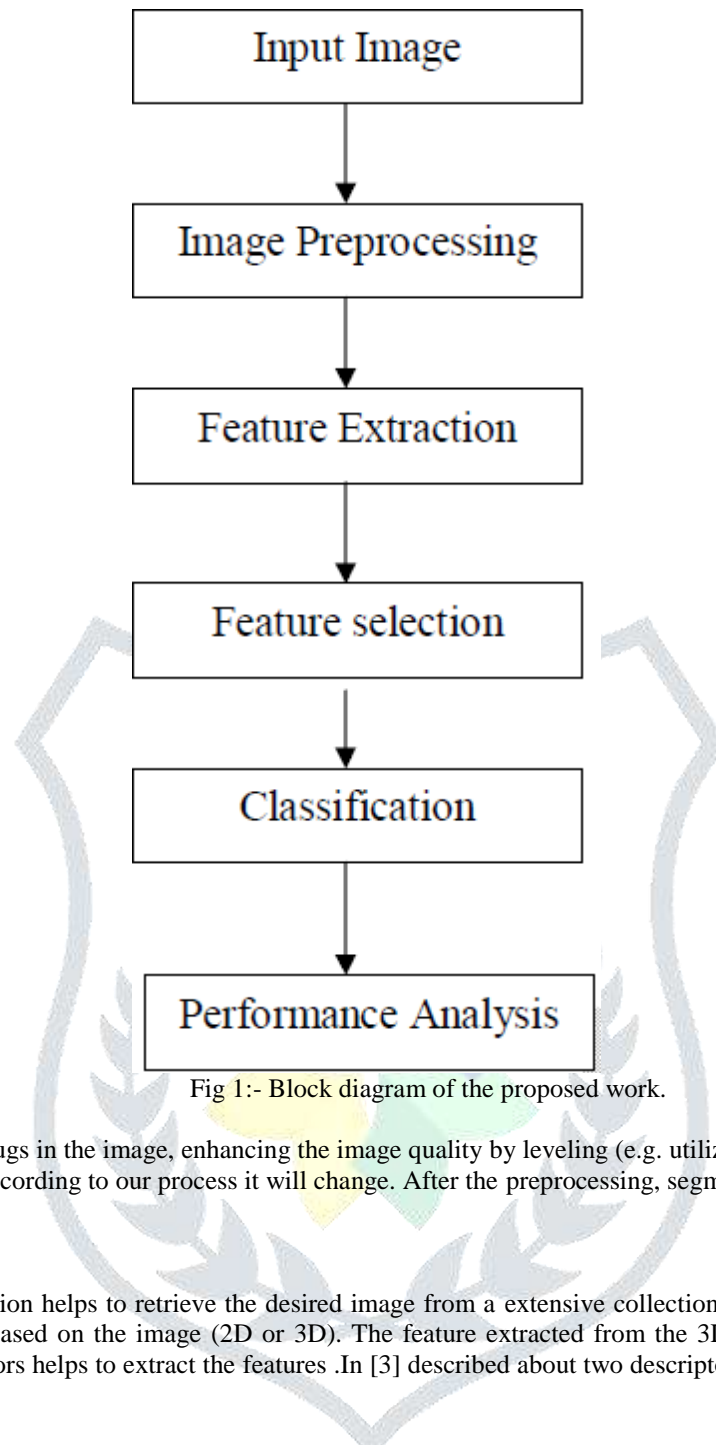 Input Image
Image Preprocessing
Feature Extraction
Feature selection
Classification
Performance Analysis
Fig 1:- Block diagram of the proposed work.
in the image, enhancing the image quality by leveling (e.g. utiliz
cording to our process it will change. After the preprocessing, segm
ion helps to retrieve the desired image from a extensive collection
ased on the image (2D or 3D). The feature extracted from the
ors helps to extract the features .In [3] described about two descript